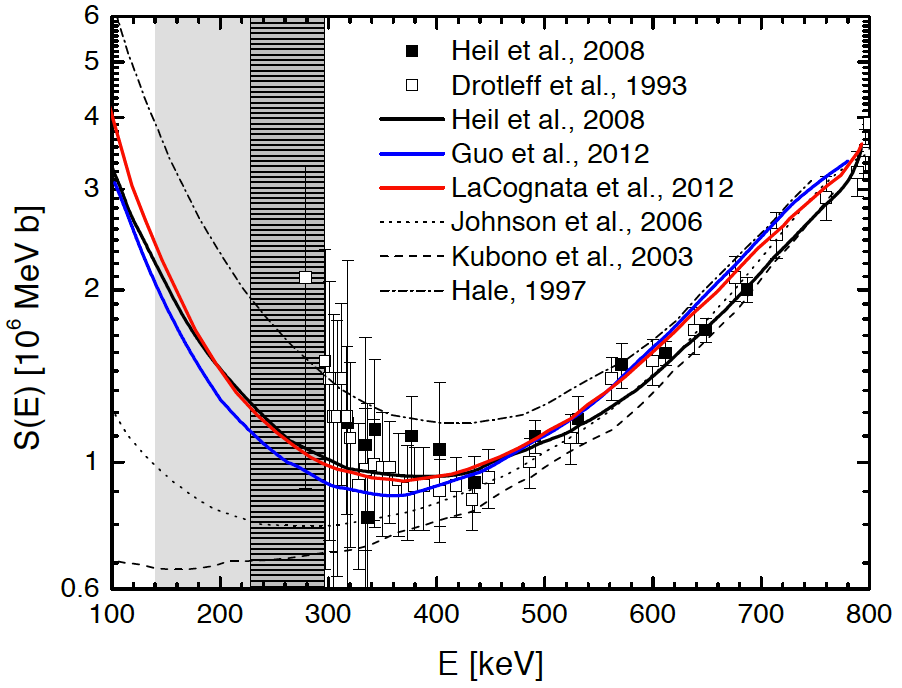 6
5
4
3
2
1
0.6
S(E) [10⁶ MeV b]
Heil et al., 2008
Drotleff et al., 1993
Heil et al., 2008
Guo et al., 2012
LaCognata et al., 2012
Johnson et al., 2006
Kubono et al., 2003
Hale, 1997
100 200 300 400 500 600 700 800
E [keV]